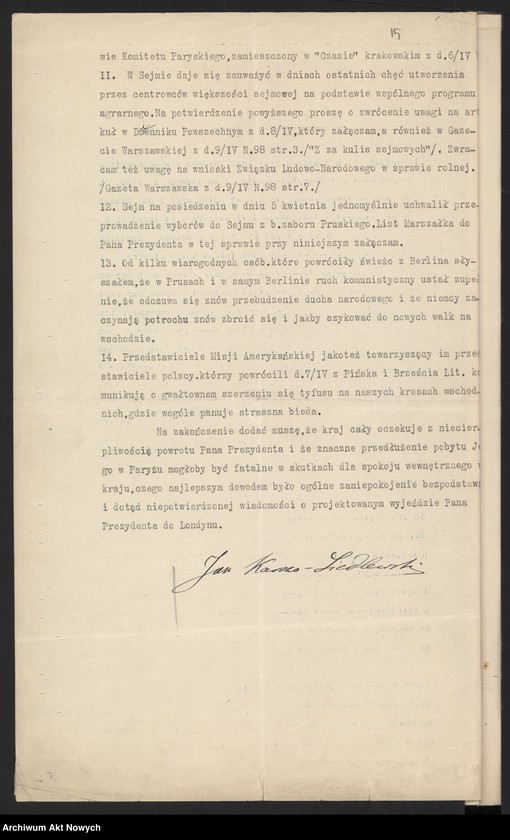 15
wie Komitetu Paryskiego,zamieszczony w "Czasie" krakowskim z d.6/IV
II. W Sejmie daje się zauważyć w dniach ostatnich chęć utworzenia
przez centrowców większości sejmowej na podstawie wspólnego programu
agrarnego.Na potwierdzenie powyższego proszę o zwrócenie uwagi na art
kuł w Dzienniku Powszechnym z d.8/IV,który załączam,a również w Gaze-
cie Warszawskiej z d.9/IV N.98 str.3./"Z za kulis sejmowych"/. Zwra-
cam też uwagę na wnioski Związku Ludowo-Narodowego w sprawie rolnej.
/Gazeta Warszawska z d.9/IV N.98 str.7./
12. Sejm na posiedzeniu w dniu 5 kwietnia jednomyślnie uchwalił prze-
prowadzenie wyborów do Sejmu z b.zaboru Pruskiego.List Marszałka do
Pana Prezydenta w tej sprawie przy niniejszym załączam.
13. Od kilku wiarogodnych osób.które powróciły świeżo z Berlina sły-
szałem,że w Prusach i w samym Berlinie ruch komunistyczny ustał zupeł
nie,że odczuwa się znów przebudzenie ducha narodowego i że niemcy za-
czynają potrochu znów zbroić się i jakby szykować do nowych walk na
wschodzie.
14. Przedstawiciele Misji Amerykańskiej jakoteż towarzyszący im przed
stawiciele polscy.którzy powrócili d.7/IV z Pińska i Brześcia Lit. ko
munikują o gwałtownem szerzeniu się tyfusu na naszych kresach wschod-
nich,gdzie wogóle panuje straszna bieda.
Na zakończenie dodać muszę,że kraj cały oczekuje z niecier-
pliwością powrotu Pana Prezydenta i że znaczne przedłużenie pobytu Je
go w Paryżu mogłoby być fatalne w skutkach dla spokoju wewnętrznego w
kraju,czego najlepszym dowodem było ogólne zaniepokojenie bezpodstaw
i dotąd niepotwierdzonej wiadomości o projektowanym wyjeździe Pana
Prezydenta do Londynu.
Jan Kanzo-Siedlewski
Archiwum Akt Nowych